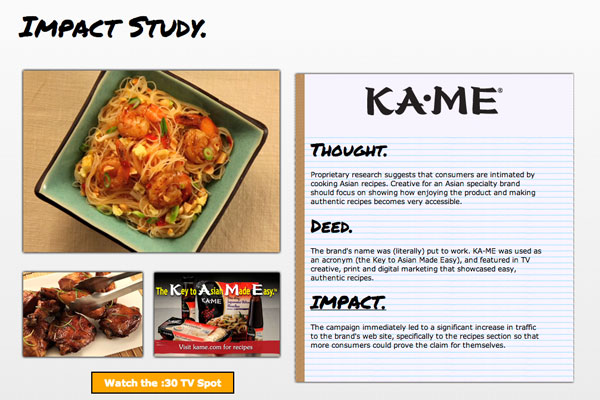 Impact Study.
KA·ME®
Thought.
Proprietary research suggests that consumers are intimated by
cooking Asian recipes. Creative for an Asian specialty brand
should focus on showing how enjoying the product and making
authentic recipes becomes very accessible.
Deed.
The brand's name was (literally) put to work. KA-ME was used as
an acronym (the Key to Asian Made Easy), and featured in TV
creative, print and digital marketing that showcased easy,
authentic recipes.
IMPACT.
The campaign immediately led to a significant increase in traffic
to the brand's web site, specifically to the recipes section so that
more consumers could prove the claim for themselves.
The Key to Asian Made Easy.™
KA·ME
Visit kame.com for recipes
Watch the :30 TV Spot